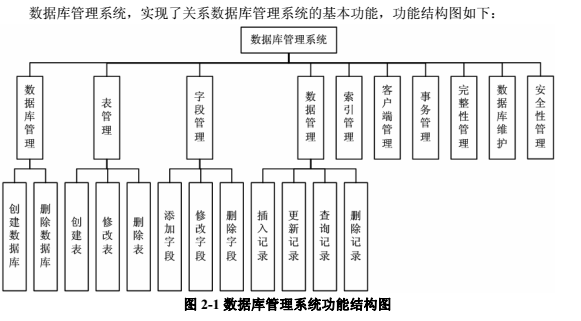 数据库管理系统，实现了关系数据库管理系统的基本功能，功能结构图如下：
数据库管理系统
数据库管理
表管理
字段管理
数据管理
索引管理
客户端管理
事务管理
完整性管理
数据库维护
安全性管理
创建数据库
删除数据库
创建表
修改表
删除表
添加字段
修改字段
删除字段
插入记录
更新记录
查询记录
删除记录
图 2-1 数据库管理系统功能结构图